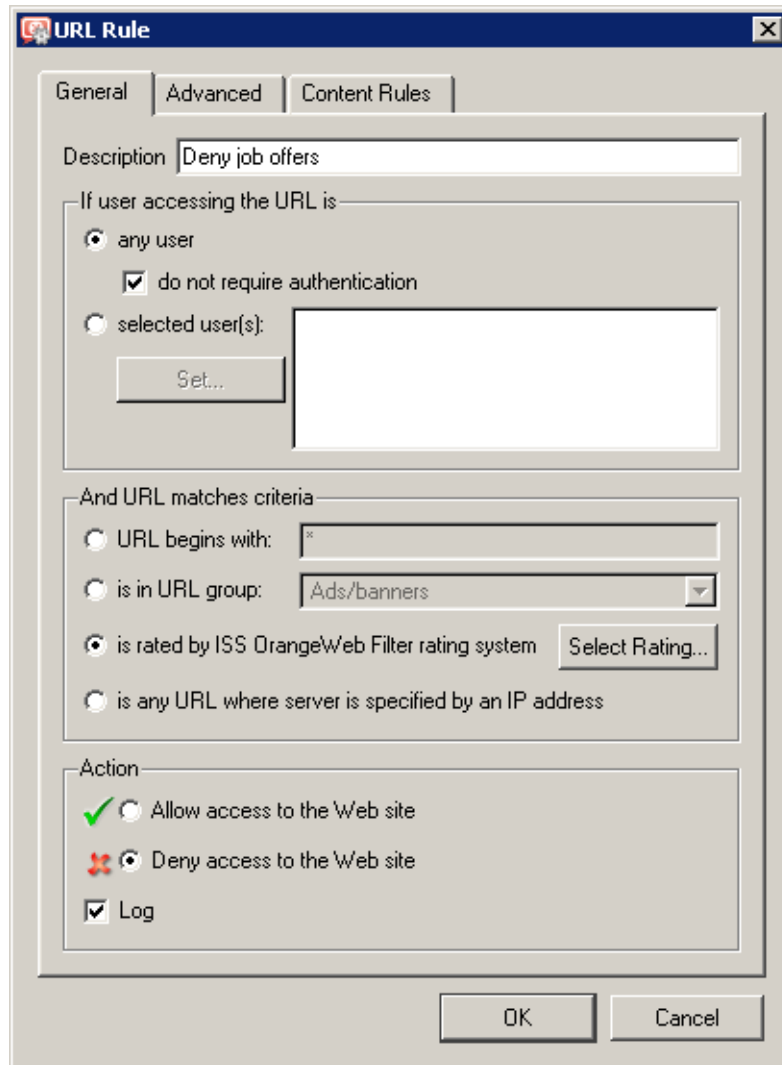 URL Rule
General Advanced Content Rules
Description Deny job offers
If user accessing the URL is
any user
do not require authentication
selected user(s):
Set...
And URL matches criteria
URL begins with: *
is in URL group: Ads/banners
is rated by ISS OrangeWeb Filter rating system Select Rating...
is any URL where server is specified by an IP address
Action
Allow access to the Web site
Deny access to the Web site
Log
OK Cancel